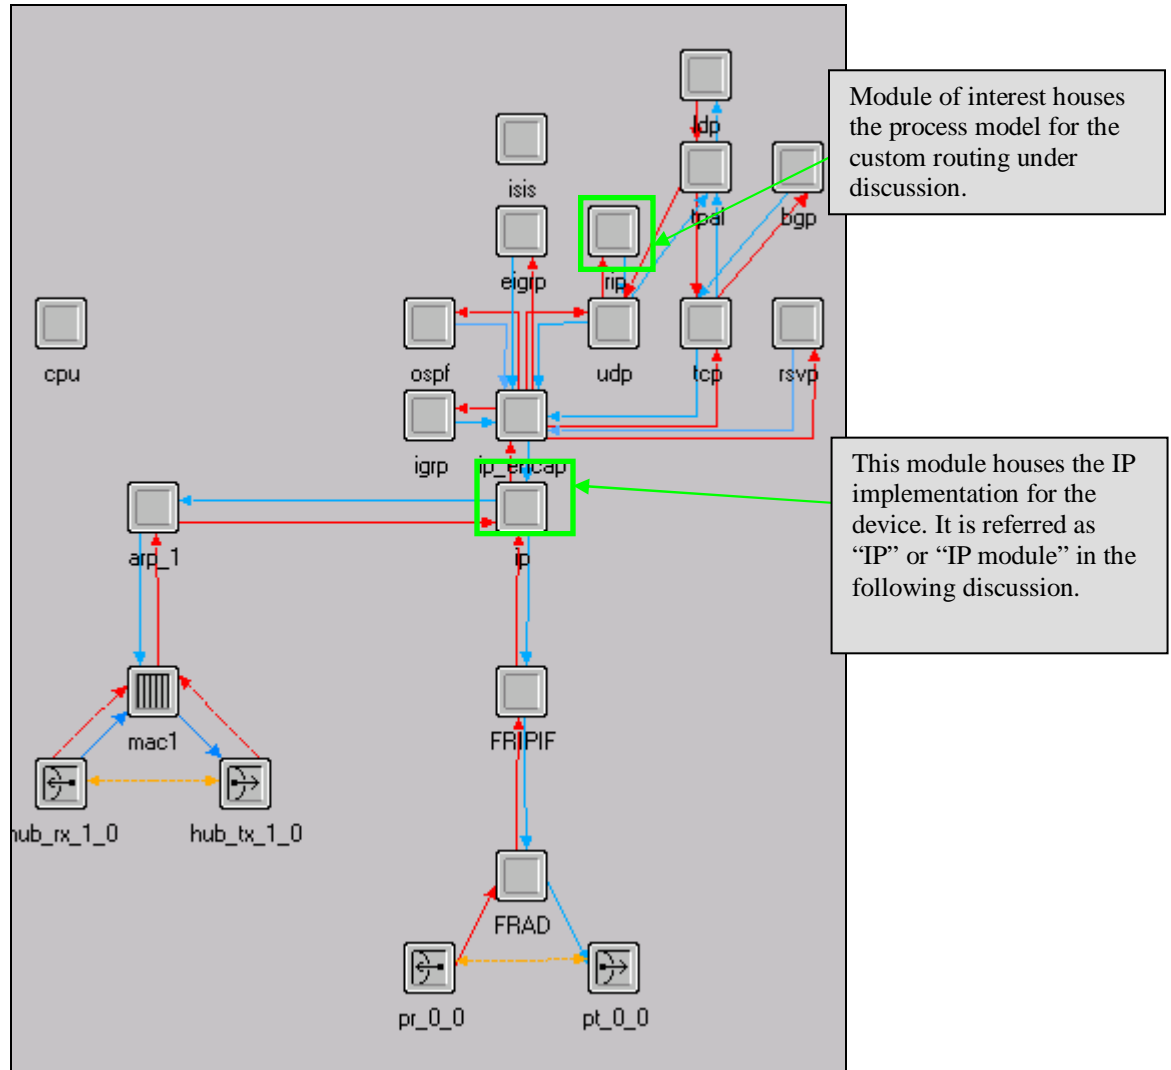 ldp
Module of interest houses
the process model for the
custom routing under
discussion.
isis
tpal
bgp
eigrp
rip
cpu
ospf
udp
tcp
rsvp
igrp
ip_encap
This module houses the IP
implementation for the
device. It is referred as
“IP” or “IP module” in the
following discussion.
arp_1
ip
mac1
FRIPIF
hub_rx_1_0
hub_tx_1_0
FRAD
pr_0_0
pt_0_0